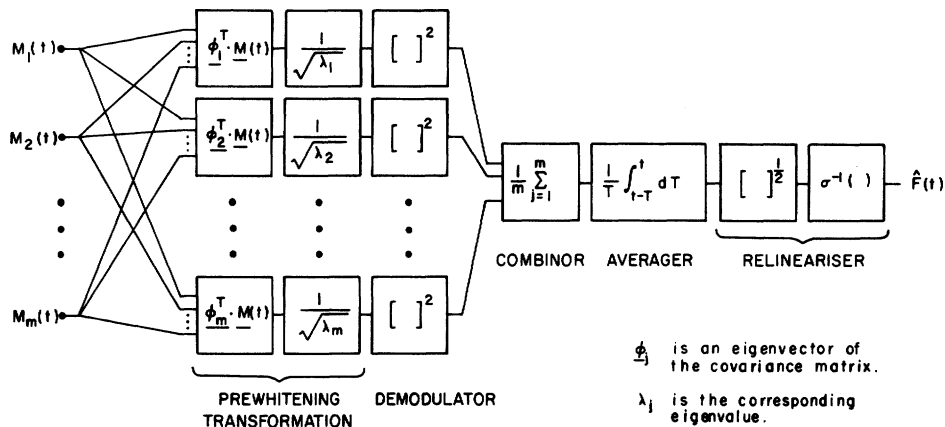 M₁(t)
M₂(t)
Mₘ(t)
ϕ₁ᵀ · M(t)
1/√λ₁
[ ]²
ϕ₂ᵀ · M(t)
1/√λ₂
[ ]²
ϕₘᵀ · M(t)
1/√λₘ
[ ]²
1/m ∑ j=1 m
1/T ∫ t-T t dT
[ ]^½
σ⁻¹( )
F̂(t)
COMBINOR AVERAGER RELINEARISER
PREWHITENING
TRANSFORMATION
DEMODULATOR
ϕⱼ is an eigenvector of
the covariance matrix.
λⱼ is the corresponding
eigenvalue.